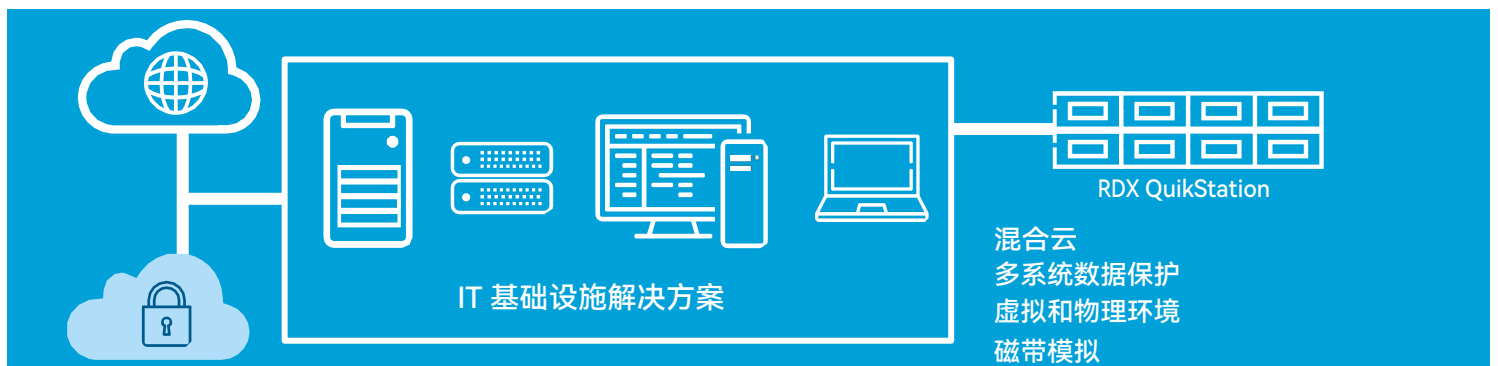 RDX QuikStation
混合云
多系统数据保护
虚拟和物理环境
磁带模拟
IT 基础设施解决方案